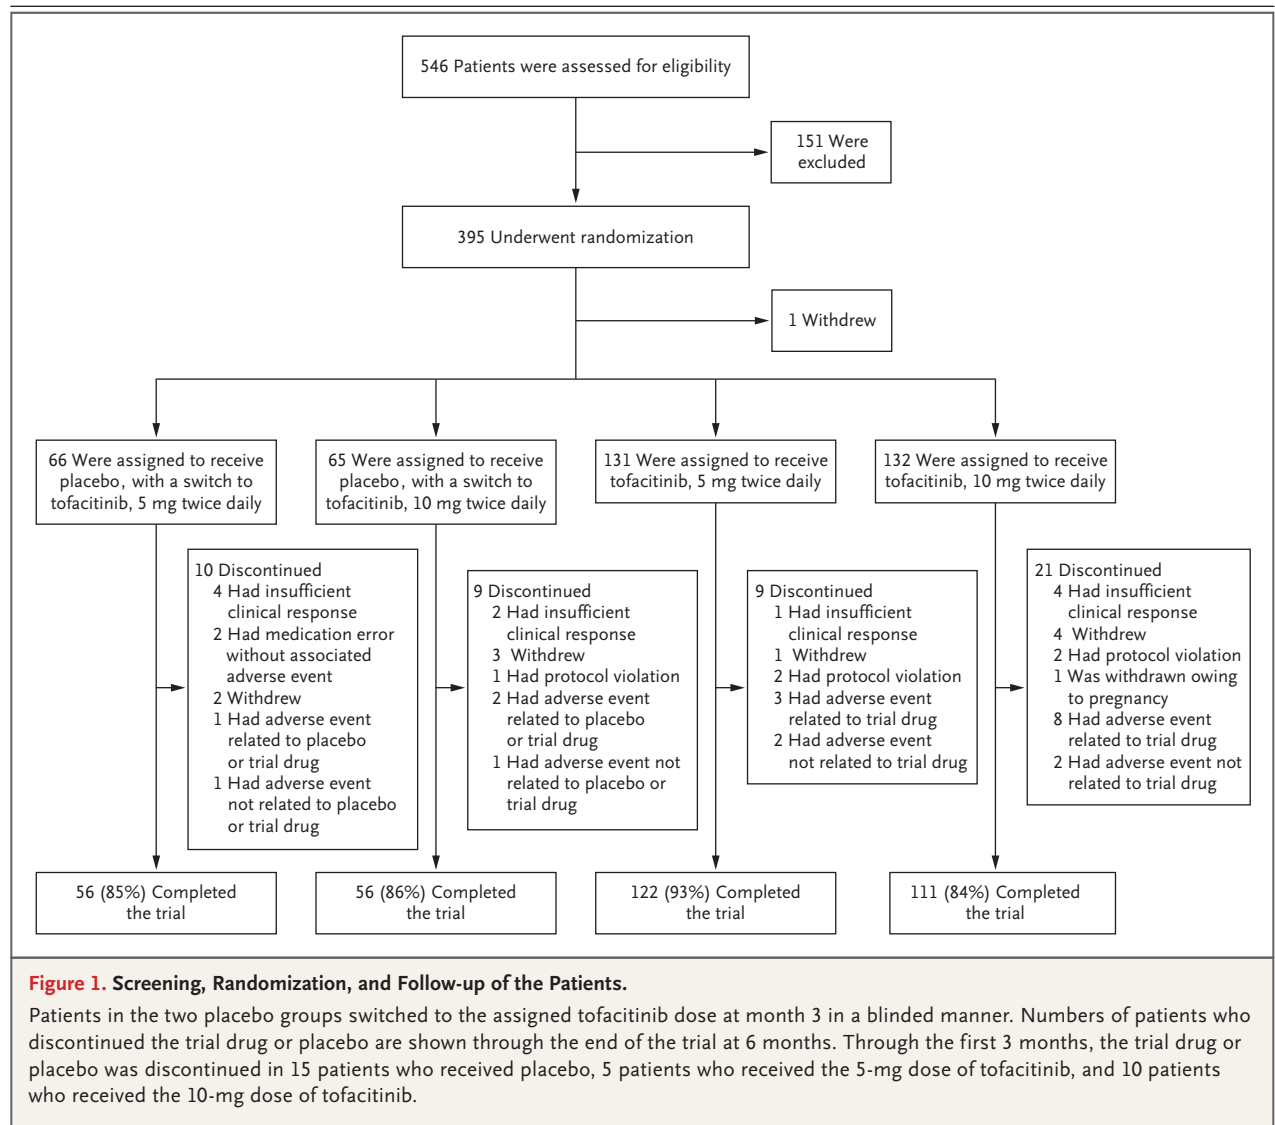 546 Patients were assessed for eligibility
151 Were
excluded
395 Underwent randomization
1 Withdrew
66 Were assigned to receive
placebo, with a switch to
tofacitinib, 5 mg twice daily
65 Were assigned to receive
placebo, with a switch to
tofacitinib, 10 mg twice daily
131 Were assigned to receive
tofacitinib, 5 mg twice daily
132 Were assigned to receive
tofacitinib, 10 mg twice daily
10 Discontinued
4 Had insufficient
clinical response
2 Had medication error
without associated
adverse event
2 Withdrew
1 Had adverse event
related to placebo
or trial drug
1 Had adverse event
not related to placebo
or trial drug
9 Discontinued
2 Had insufficient
clinical response
3 Withdrew
1 Had protocol violation
2 Had adverse event
related to placebo
or trial drug
1 Had adverse event not
related to placebo or
trial drug
9 Discontinued
1 Had insufficient
clinical response
1 Withdrew
2 Had protocol violation
3 Had adverse event
related to trial drug
2 Had adverse event
not related to trial drug
21 Discontinued
4 Had insufficient
clinical response
4 Withdrew
2 Had protocol violation
1 Was withdrawn owing
to pregnancy
8 Had adverse event
related to trial drug
2 Had adverse event not
related to trial drug
56 (85%) Completed
the trial
56 (86%) Completed
the trial
122 (93%) Completed
the trial
111 (84%) Completed
the trial
Figure 1. Screening, Randomization, and Follow-up of the Patients.
Patients in the two placebo groups switched to the assigned tofacitinib dose at month 3 in a blinded manner. Numbers of patients who
discontinued the trial drug or placebo are shown through the end of the trial at 6 months. Through the first 3 months, the trial drug or
placebo was discontinued in 15 patients who received placebo, 5 patients who received the 5-mg dose of tofacitinib, and 10 patients
who received the 10-mg dose of tofacitinib.